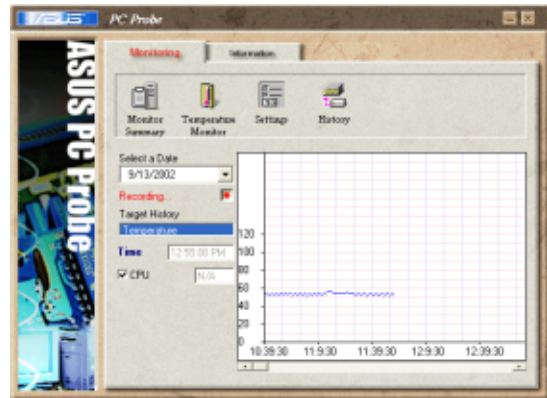 ASUS PC Probe
ASUS PC Probe
Monitoring Information
Monitor Summary
Temperature Monitor
Settings
History
Select a Date
9/13/2002
Recording...
Target History
Temperature
Time 12:55:00 PM
CPU N/A
120
100
80
60
40
20
0
10:39:30 11:9:30 11:39:30 12:9:30 12:39:30